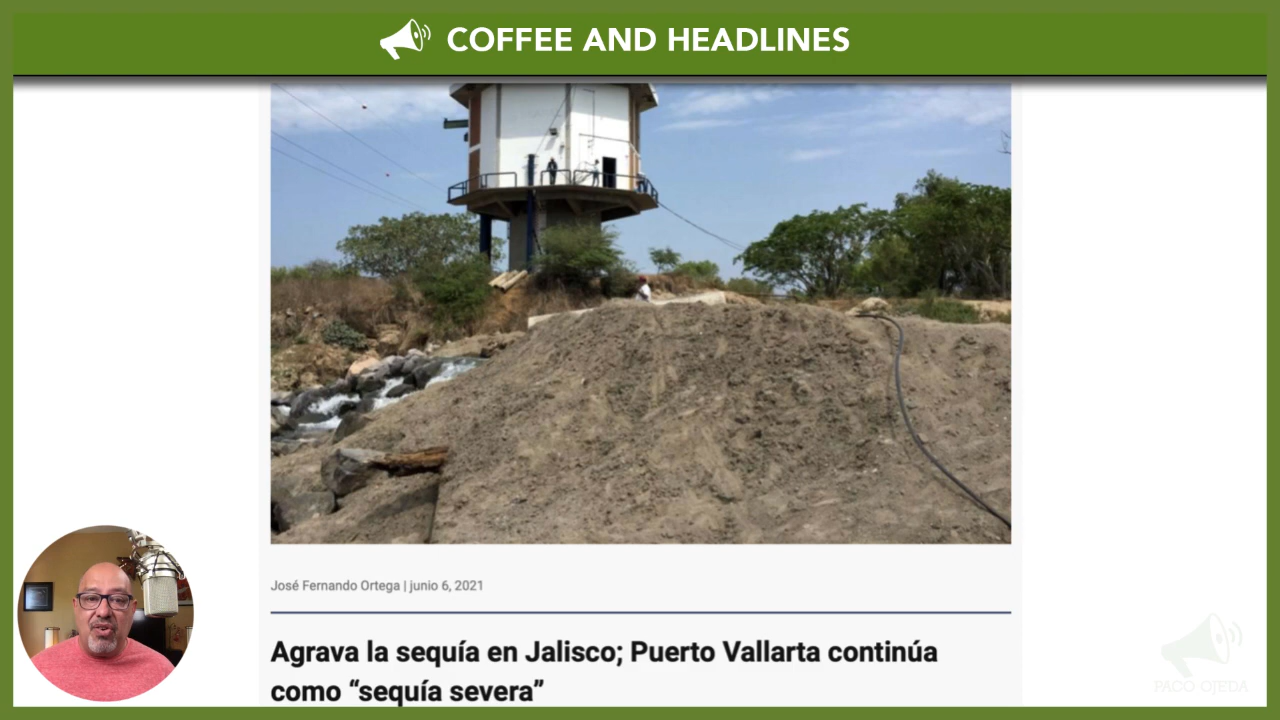 COFFEE AND HEADLINES
José Fernando Ortega | junio 6, 2021
Agrava la sequía en Jalisco; Puerto Vallarta continúa
como “sequía severa”
PACO OJEDA